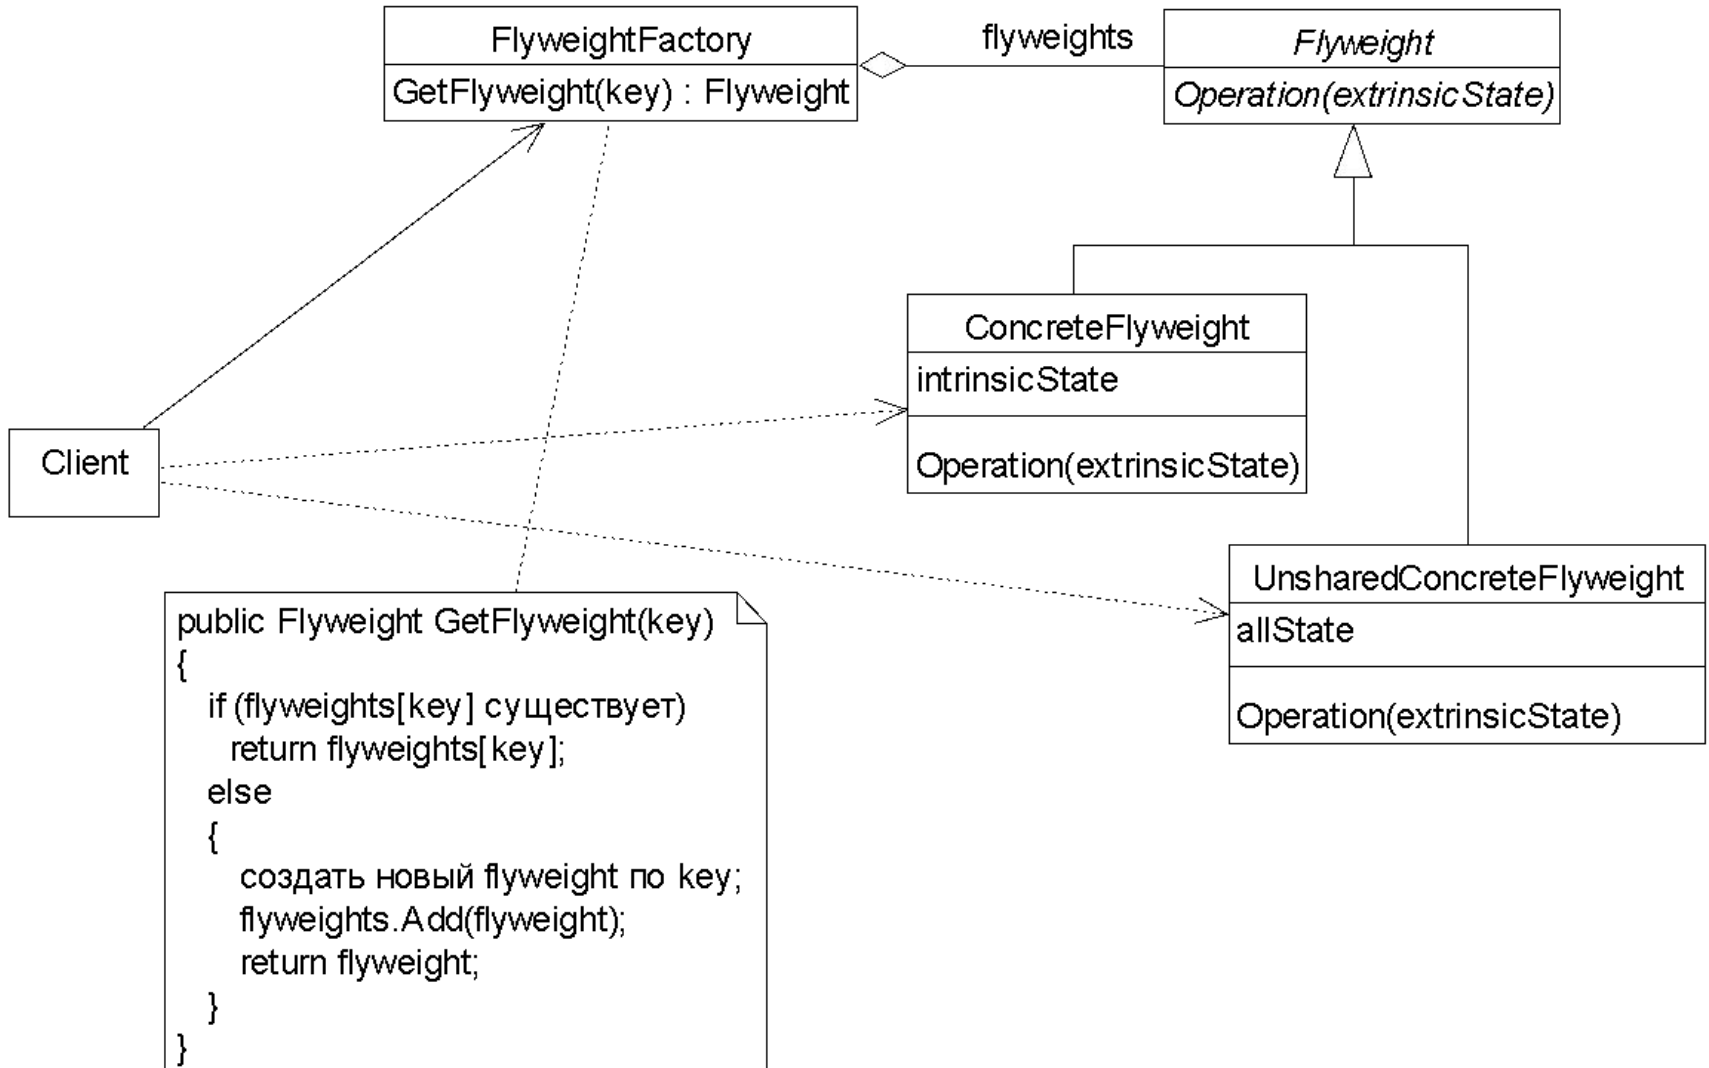 FlyweightFactory
GetFlyweight(key) : Flyweight
flyweights
Flyweight
Operation(extrinsicState)
ConcreteFlyweight
intrinsicState
Operation(extrinsicState)
Client
UnsharedConcreteFlyweight
allState
Operation(extrinsicState)
public Flyweight GetFlyweight(key)
{
if (flyweights[key] существует)
return flyweights[key];
else
{
создать новый flyweight по key;
flyweights.Add(flyweight);
return flyweight;
}
}